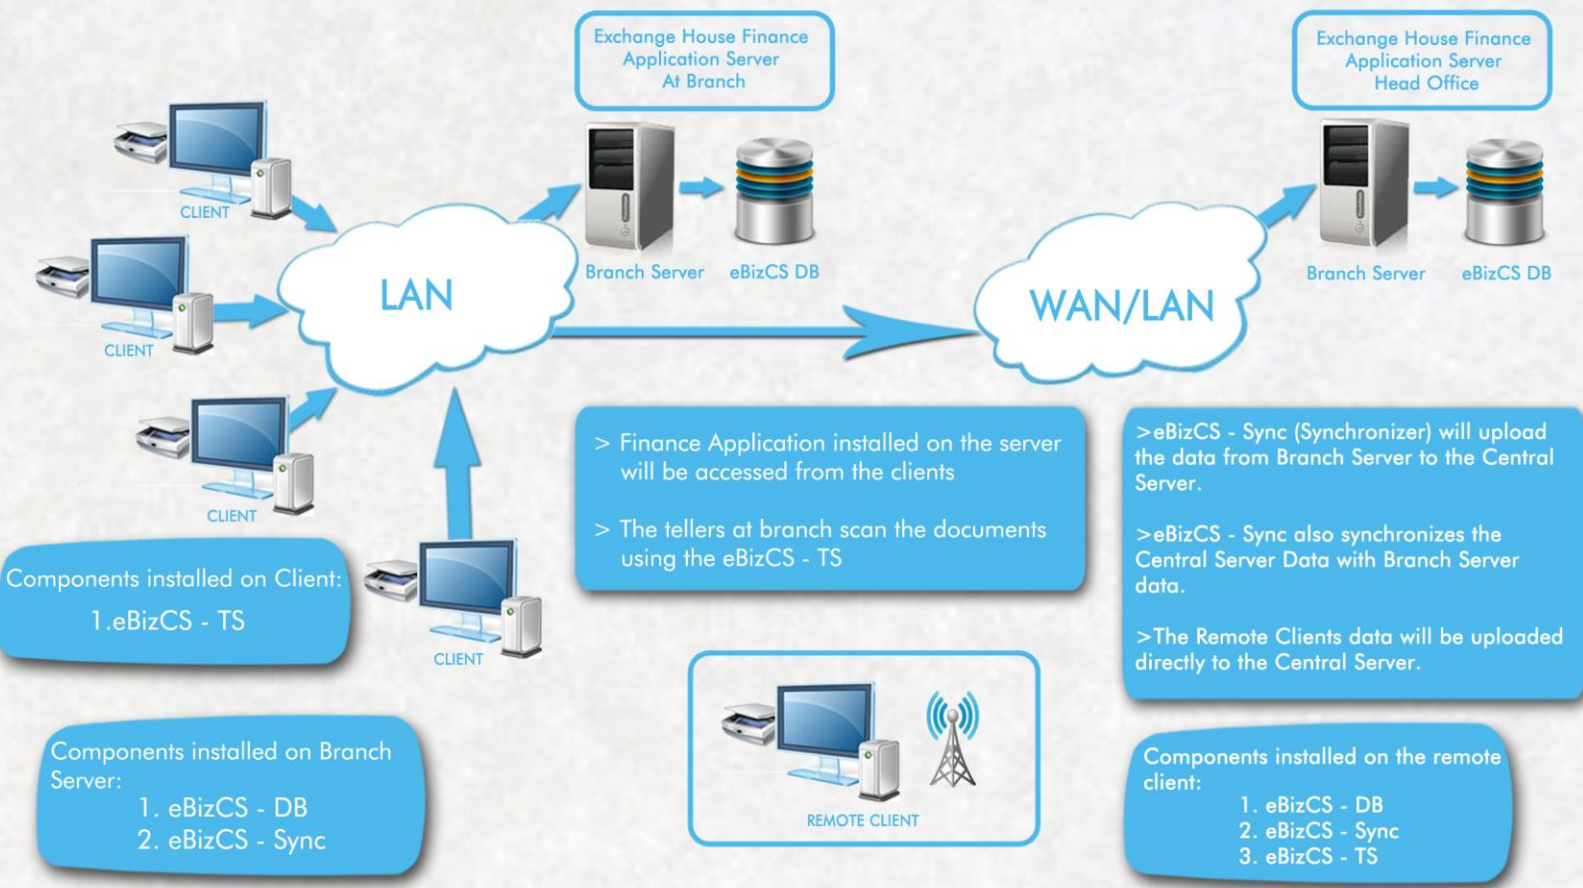 Exchange House Finance
Application Server
At Branch
Exchange House Finance
Application Server
Head Office
CLIENT
Branch Server
eBizCS DB
Branch Server
eBizCS DB
LAN
WAN/LAN
CLIENT
CLIENT
CLIENT
> Finance Application installed on the server
will be accessed from the clients
> The tellers at branch scan the documents
using the eBizCS - TS
>eBizCS - Sync (Synchronizer) will upload
the data from Branch Server to the Central
Server.
>eBizCS - Sync also synchronizes the
Central Server Data with Branch Server
data.
>The Remote Clients data will be uploaded
directly to the Central Server.
Components installed on Client:
1.eBizCS - TS
Components installed on Branch
Server:
1. eBizCS - DB
2. eBizCS - Sync
REMOTE CLIENT
Components installed on the remote
client:
1. eBizCS - DB
2. eBizCS - Sync
3. eBizCS - TS